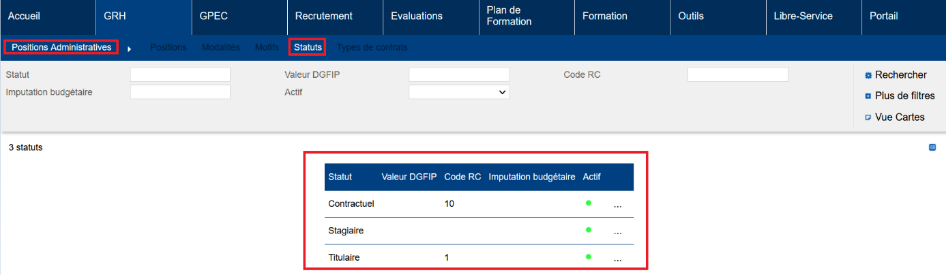 Accueil GRH GPEC Recrutement Evaluations Plan de Formation Formation Outils Libre-Service Portail
Positions Administratives Positions Modalités Motifs Statuts Types de contrats
Statut Valeur DGFIP Code RC Rechercher
Imputation budgétaire Actif Plus de filtres
Vue Cartes
3 statuts
Statut Valeur DGFIP Code RC Imputation budgétaire Actif
Contractuel 10 ...
Stagiaire ...
Titulaire 1 ...